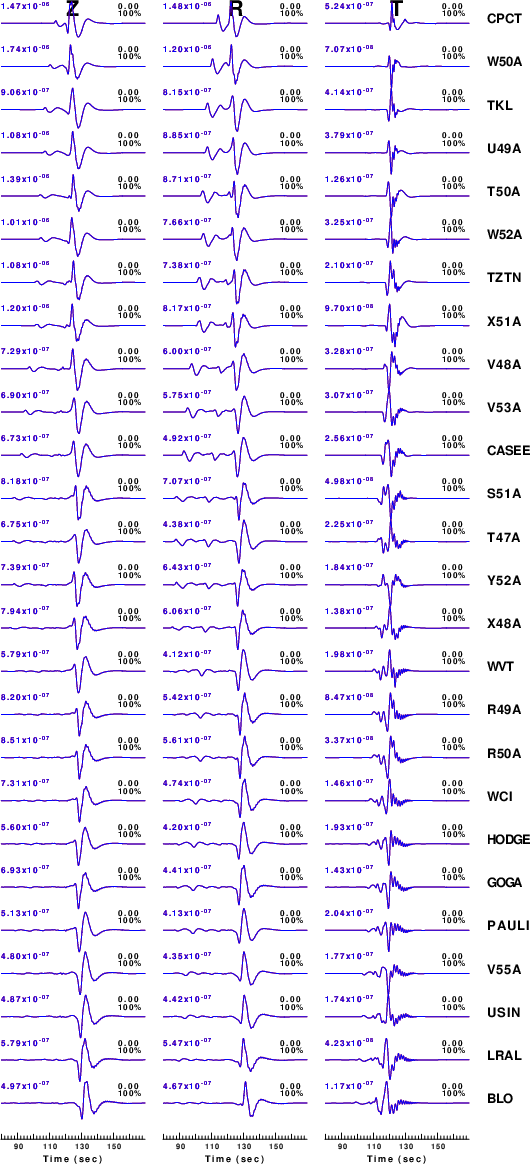 Z R T
1.47x10-06 0.00 100% 1.48x10-06 0.00 100% 5.24x10-07 0.00 100% CPCT
1.74x10-06 0.00 100% 1.20x10-06 0.00 100% 7.07x10-08 0.00 100% W50A
9.06x10-07 0.00 100% 8.15x10-07 0.00 100% 4.14x10-07 0.00 100% TKL
1.08x10-06 0.00 100% 8.85x10-07 0.00 100% 3.79x10-07 0.00 100% U49A
1.39x10-06 0.00 100% 8.71x10-07 0.00 100% 1.26x10-07 0.00 100% T50A
1.01x10-06 0.00 100% 7.66x10-07 0.00 100% 3.25x10-07 0.00 100% W52A
1.08x10-06 0.00 100% 7.38x10-07 0.00 100% 2.10x10-07 0.00 100% TZTN
1.20x10-06 0.00 100% 8.17x10-07 0.00 100% 9.70x10-08 0.00 100% X51A
7.29x10-07 0.00 100% 6.00x10-07 0.00 100% 3.28x10-07 0.00 100% V48A
6.90x10-07 0.00 100% 5.75x10-07 0.00 100% 3.07x10-07 0.00 100% V53A
6.73x10-07 0.00 100% 4.92x10-07 0.00 100% 2.56x10-07 0.00 100% CASEE
8.18x10-07 0.00 100% 7.07x10-07 0.00 100% 4.98x10-08 0.00 100% S51A
6.75x10-07 0.00 100% 4.38x10-07 0.00 100% 2.25x10-07 0.00 100% T47A
7.39x10-07 0.00 100% 6.43x10-07 0.00 100% 1.84x10-07 0.00 100% Y52A
7.94x10-07 0.00 100% 6.06x10-07 0.00 100% 1.38x10-07 0.00 100% X48A
5.79x10-07 0.00 100% 4.12x10-07 0.00 100% 1.98x10-07 0.00 100% WVT
8.20x10-07 0.00 100% 5.42x10-07 0.00 100% 8.47x10-08 0.00 100% R49A
8.51x10-07 0.00 100% 5.61x10-07 0.00 100% 3.37x10-08 0.00 100% R50A
7.31x10-07 0.00 100% 4.74x10-07 0.00 100% 1.46x10-07 0.00 100% WCI
5.60x10-07 0.00 100% 4.20x10-07 0.00 100% 1.93x10-07 0.00 100% HODGE
6.93x10-07 0.00 100% 4.41x10-07 0.00 100% 1.43x10-07 0.00 100% GOGA
5.13x10-07 0.00 100% 4.13x10-07 0.00 100% 2.04x10-07 0.00 100% PAULI
4.80x10-07 0.00 100% 4.35x10-07 0.00 100% 1.77x10-07 0.00 100% V55A
4.87x10-07 0.00 100% 4.42x10-07 0.00 100% 1.74x10-07 0.00 100% USIN
5.79x10-07 0.00 100% 5.47x10-07 0.00 100% 4.23x10-08 0.00 100% LRAL
4.97x10-07 0.00 100% 4.67x10-07 0.00 100% 1.17x10-07 0.00 100% BLO
90 110 130 150 90 110 130 150 90 110 130 150
Time (sec) Time (sec) Time (sec)